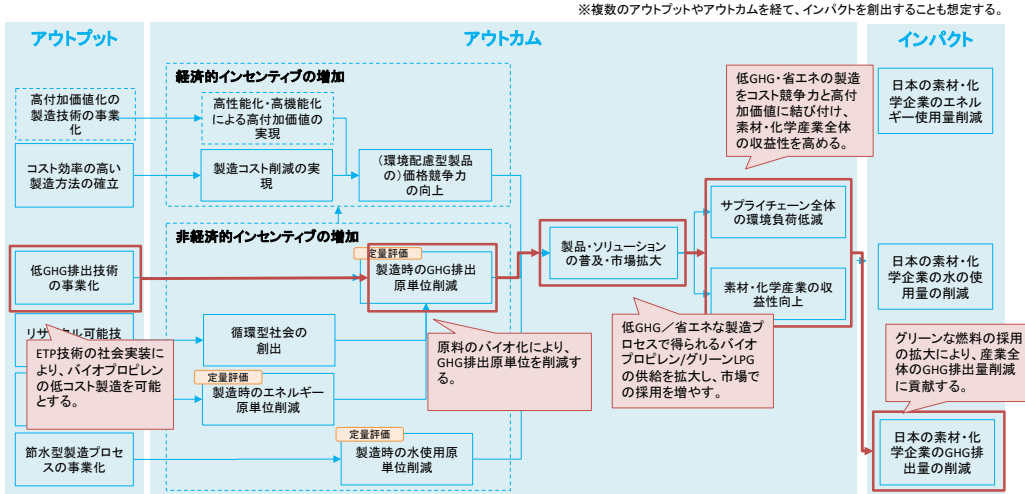 ※複数のアウトプットやアウトカムを経て、インパクトを創出することも想定する。
アウトプット
アウトカム
インパクト
高付加価値化の
製造技術の事業
化
コスト効率の高い
製造方法の確立
低GHG排出技術
の事業化
リサイクル可能技
ETP技術の社会実装に
より、バイオプロピレン
の低コスト製造を可能
とする。
節水型製造プロセ
スの事業化
経済的インセンティブの増加
高性能化・高機能化
による高付加価値の
実現
製造コスト削減の実
現
(環境配慮型製品
の)価格競争力
の向上
非経済的インセンティブの増加
定量評価
製造時のGHG排出
原単位削減
循環型社会の
創出
定量評価
製造時のエネルギー
原単位削減
原料のバイオ化により、
GHG排出原単位を削減す
る。
定量評価
製造時の水使用原
単位削減
製品・ソリューション
の普及・市場拡大
低GHG/省エネな製造プ
ロセスで得られるバイオ
プロピレン/グリーンLPG
の供給を拡大し、市場で
の採用を増やす。
低GHG・省エネの製造
をコスト競争力と高付
加価値に結び付け、
素材・化学産業全体
の収益性を高める。
サプライチェーン全体
の環境負荷低減
素材・化学産業の収
益性向上
日本の素材・化
学企業のエネル
ギー使用量削減
日本の素材・化
学企業の水の使
用量の削減
グリーンな燃料の採用
の拡大により、産業全
体のGHG排出量削減
に貢献する。
日本の素材・化
学企業のGHG排
出量の削減